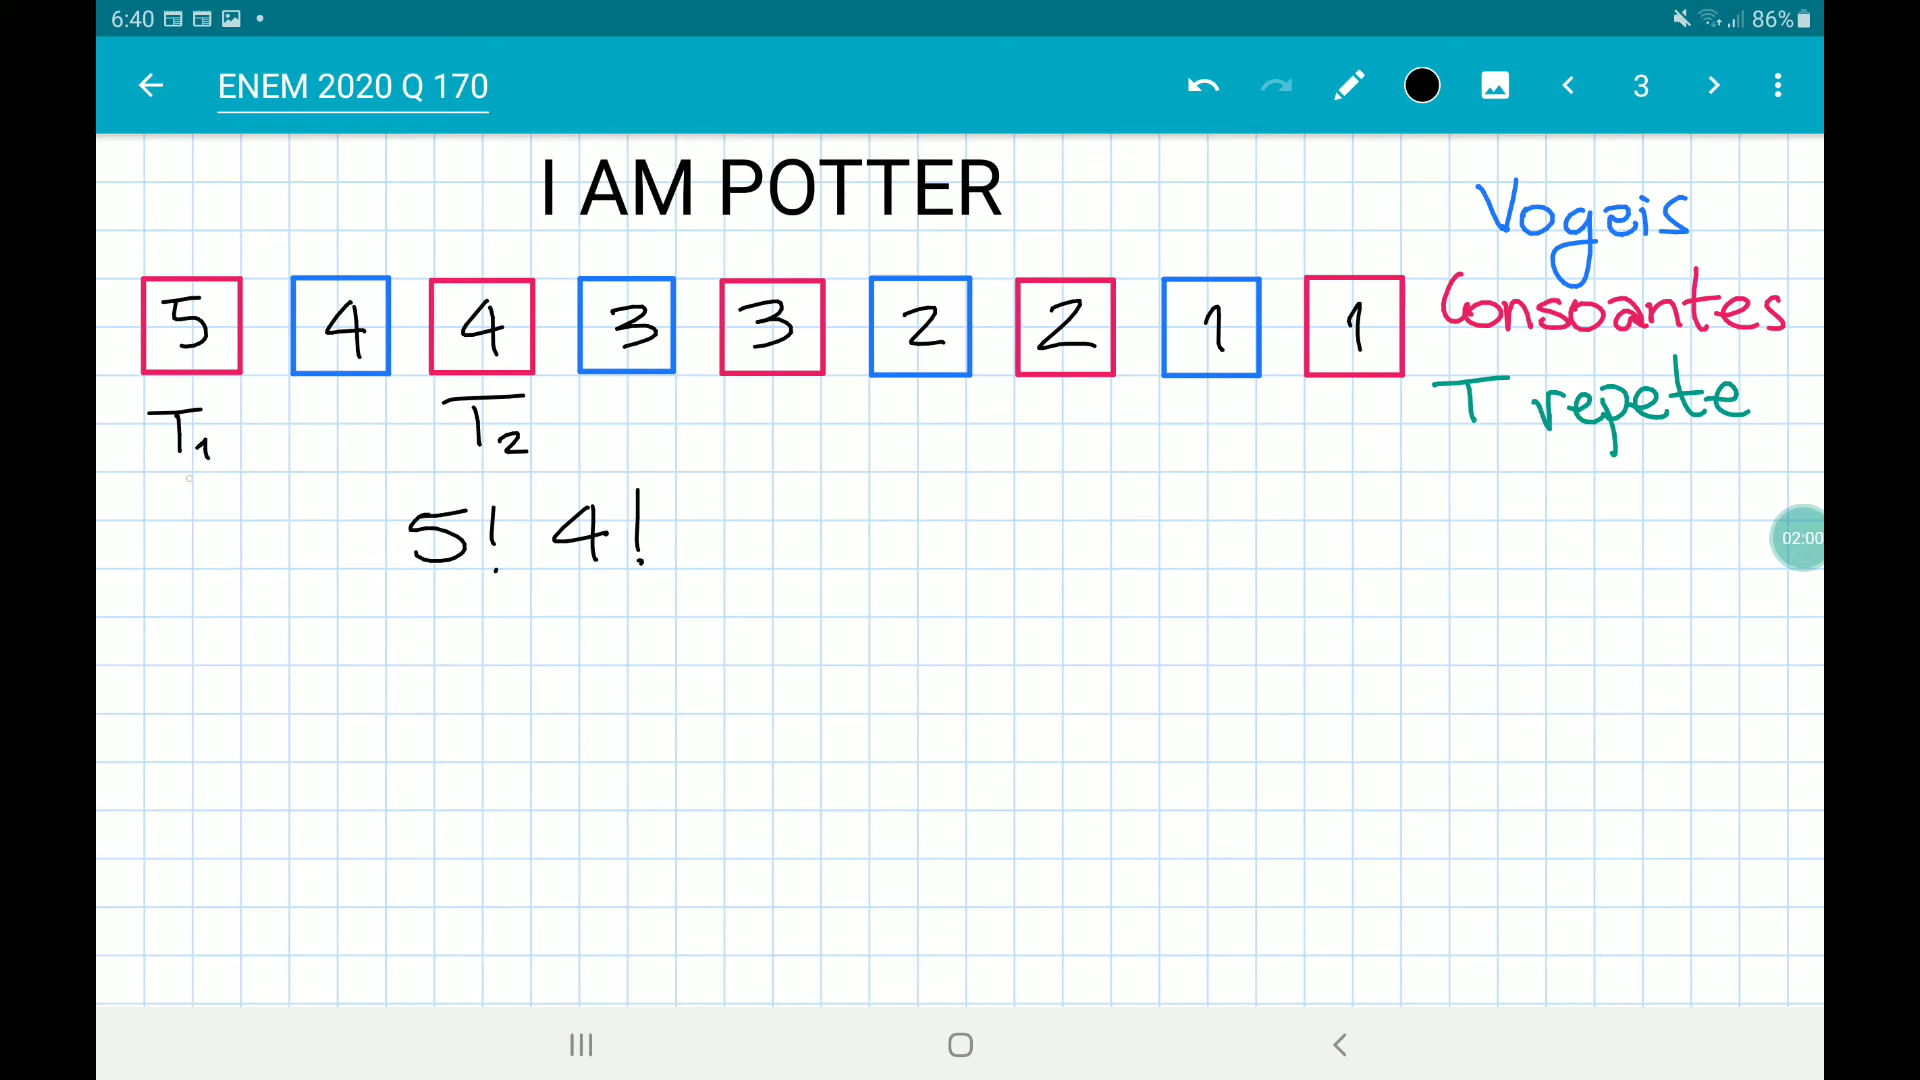 6:40 86%
ENEM 2020 Q 170 3
I AM POTTER
Vogais
5 4 4 3 3 2 2 1 1 Consoantes
T repete
T1 T2
5! 4!
02:00